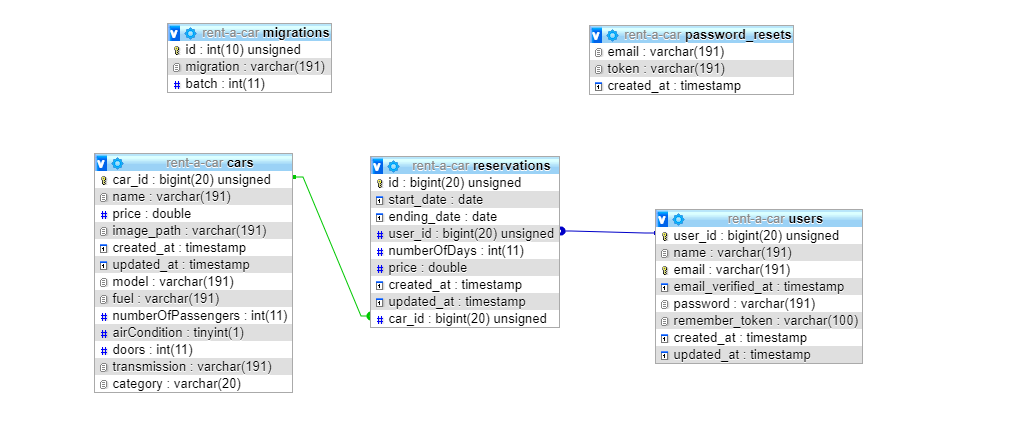 rent-a-car migrations
id : int(10) unsigned
migration : varchar(191)
# batch : int(11)
rent-a-car password_resets
email : varchar(191)
token : varchar(191)
created_at : timestamp
rent-a-car cars
car_id : bigint(20) unsigned
name : varchar(191)
# price : double
image_path : varchar(191)
created_at : timestamp
updated_at : timestamp
model : varchar(191)
fuel : varchar(191)
# numberOfPassengers : int(11)
# airCondition : tinyint(1)
# doors : int(11)
transmission : varchar(191)
category : varchar(20)
rent-a-car reservations
id : bigint(20) unsigned
start_date : date
ending_date : date
# user_id : bigint(20) unsigned
# numberOfDays : int(11)
# price : double
created_at : timestamp
updated_at : timestamp
# car_id : bigint(20) unsigned
rent-a-car users
user_id : bigint(20) unsigned
name : varchar(191)
email : varchar(191)
email_verified_at : timestamp
password : varchar(191)
remember_token : varchar(100)
created_at : timestamp
updated_at : timestamp